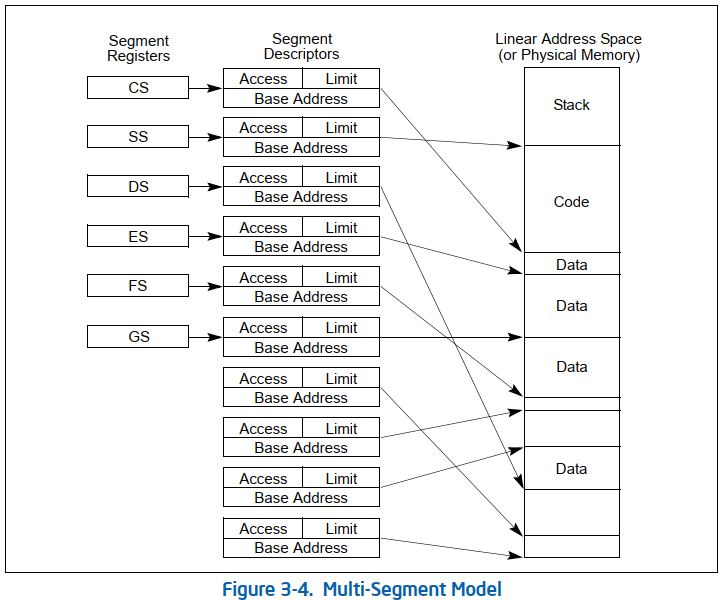 Segment
Registers
Segment
Descriptors
Linear Address Space
(or Physical Memory)
CS
Access Limit
Base Address
Stack
SS
Access Limit
Base Address
DS
Access Limit
Base Address
Code
ES
Access Limit
Base Address
Data
FS
Access Limit
Base Address
Data
GS
Access Limit
Base Address
Data
Access Limit
Base Address
Access Limit
Base Address
Access Limit
Base Address
Data
Access Limit
Base Address
Figure 3-4. Multi-Segment Model